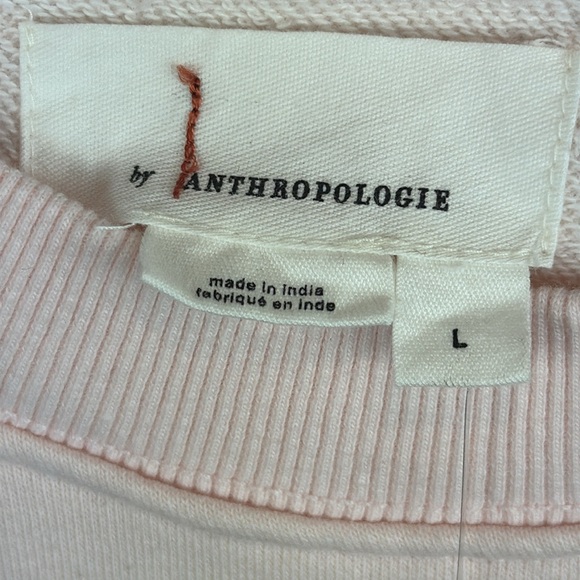 by ANTHROPOLOGIE
made in india
fabriqué en inde
L